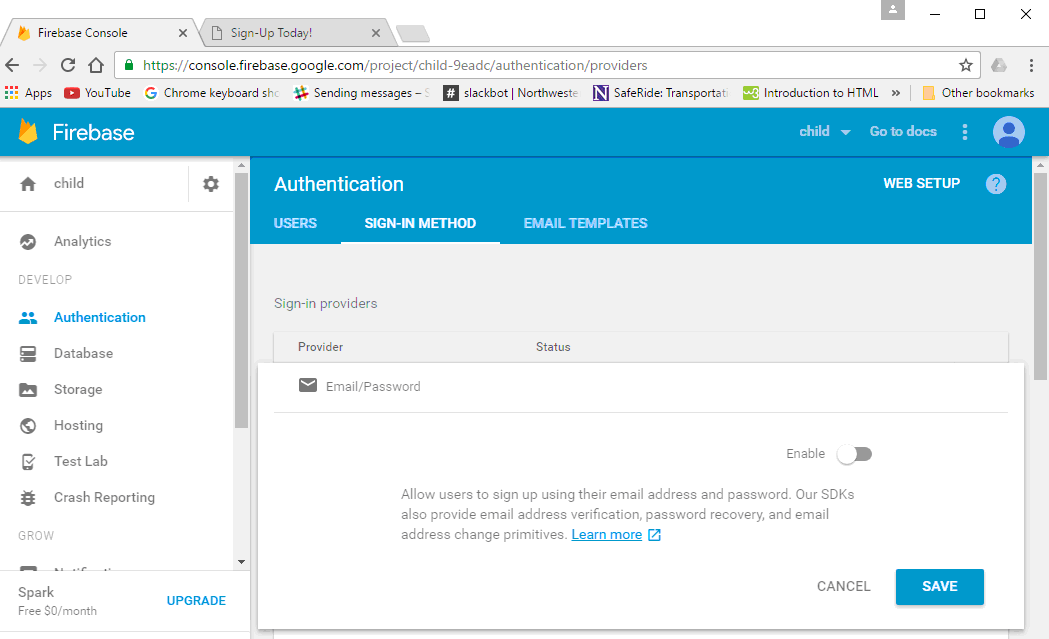 Firebase Console
Sign-Up Today!
https://console.firebase.google.com/project/child-9eadc/authentication/providers
Apps YouTube Chrome keyboard sho Sending messages – S slackbot | Northweste SafeRide: Transportati Introduction to HTML » Other bookmarks
Firebase
child Go to docs
child
Authentication
WEB SETUP ?
USERS SIGN-IN METHOD EMAIL TEMPLATES
Analytics
DEVELOP
Authentication
Database
Storage
Hosting
Test Lab
Crash Reporting
GROW
Spark
Free $0/month
UPGRADE
Sign-in providers
Provider Status
Email/Password
Enable
Allow users to sign up using their email address and password. Our SDKs
also provide email address verification, password recovery, and email
address change primitives. Learn more
CANCEL SAVE